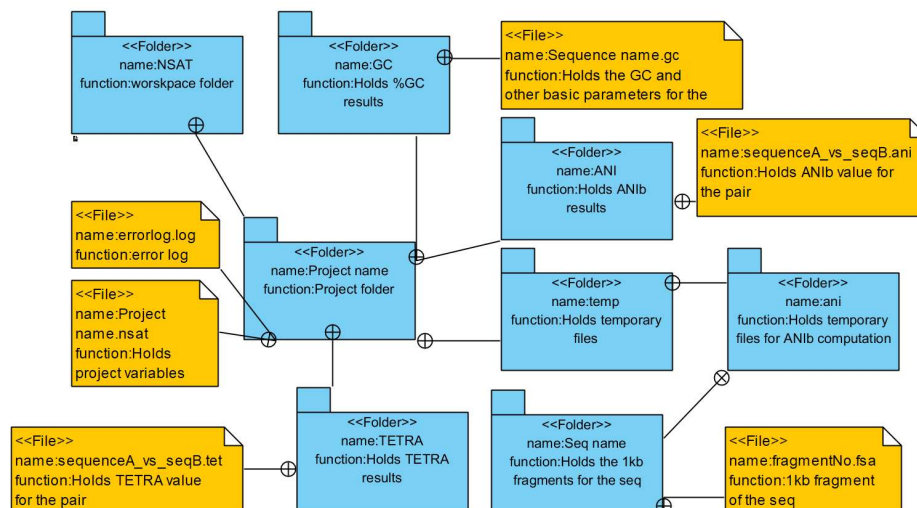 <<Folder>>
name:NSAT
function:worskpace folder
<<Folder>>
name:GC
function:Holds %GC
results
<<File>>
name:Sequence name.gc
function:Holds the GC and
other basic parameters for the
<<Folder>>
name:ANI
function:Holds ANIb
results
<<File>>
name:sequenceA_vs_seqB.ani
function:Holds ANIb value for
the pair
<<File>>
name:errorlog.log
function:error log
<<Folder>>
name:Project name
function:Project folder
<<File>>
name:Project
name.nsat
function:Holds
project variables
<<Folder>>
name:temp
function:Holds temporary
files
<<Folder>>
name:ani
function:Holds temporary
files for ANIb computation
<<File>>
name:sequenceA_vs_seqB.tet
function:Holds TETRA value
for the pair
<<Folder>>
name:TETRA
function:Holds TETRA
results
<<Folder>>
name:Seq name
function:Holds the 1kb
fragments for the seq
<<File>>
name:fragmentNo.fsa
function:1kb fragment
of the seq